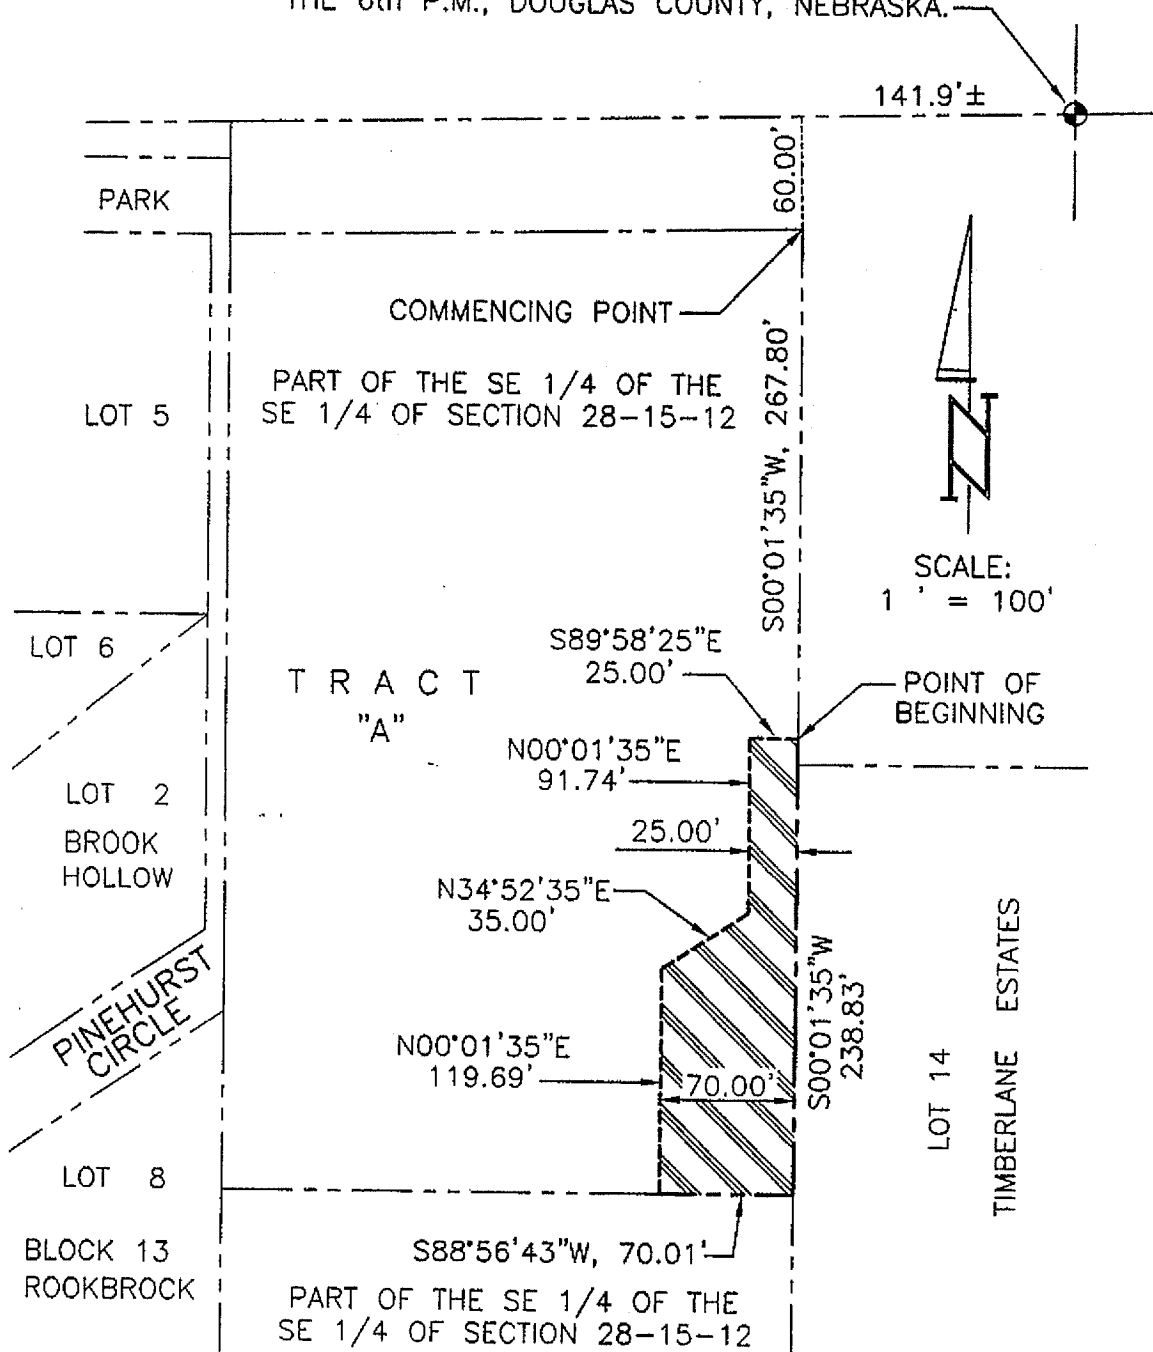 THE 6th P.M., DOUGLAS COUNTY, NEBRASKA.
141.9'±
60.00'
PARK
COMMENCING POINT
PART OF THE SE 1/4 OF THE
SE 1/4 OF SECTION 28-15-12
LOT 5
S00°01'35"W, 267.80'
N
SCALE:
1 ' = 100'
LOT 6
S89°58'25"E
25.00'
TRACT
"A"
POINT OF
BEGINNING
N00°01'35"E
91.74'
LOT 2
BROOK
HOLLOW
25.00'
N34°52'35"E
35.00'
PINEHURST
CIRCLE
N00°01'35"E
119.69'
70.00'
S00°01'35"W
238.83'
LOT 14
TIMBERLANE ESTATES
LOT 8
S88°56'43"W, 70.01'
BLOCK 13
ROOKBROCK
PART OF THE SE 1/4 OF THE
SE 1/4 OF SECTION 28-15-12